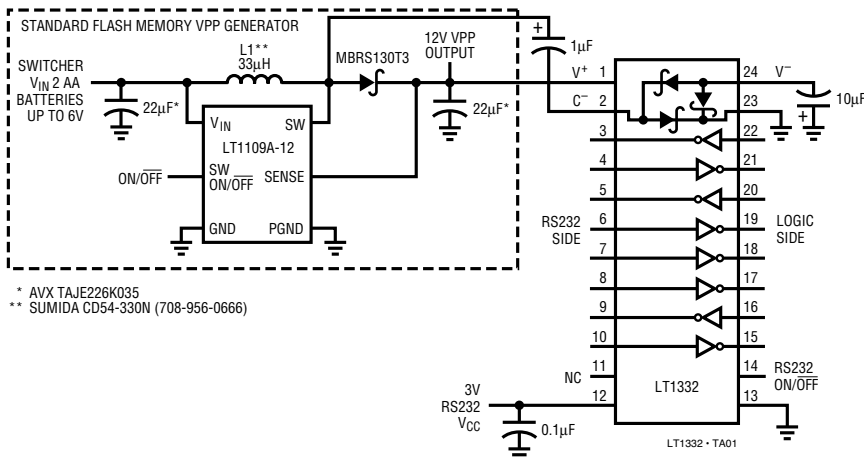 STANDARD FLASH MEMORY VPP GENERATOR
SWITCHER
VIN 2 AA
BATTERIES
UP TO 6V
L1**
33µH
MBRS130T3
12V VPP
OUTPUT
+
1µF
22µF*
22µF*
VIN
SW
LT1109A-12
SW
ON/OFF
SENSE
GND
PGND
ON/OFF
* AVX TAJE226K035
** SUMIDA CD54-330N (708-956-0666)
V+ 1
C− 2
3
4
5
6
7
8
9
10
11
12
RS232
SIDE
NC
3V
RS232
VCC
0.1µF
24 V−
23
22
21
20
19
18
17
16
15
14
13
10µF
+
LOGIC
SIDE
RS232
ON/OFF
LT1332
LT1332 • TA01